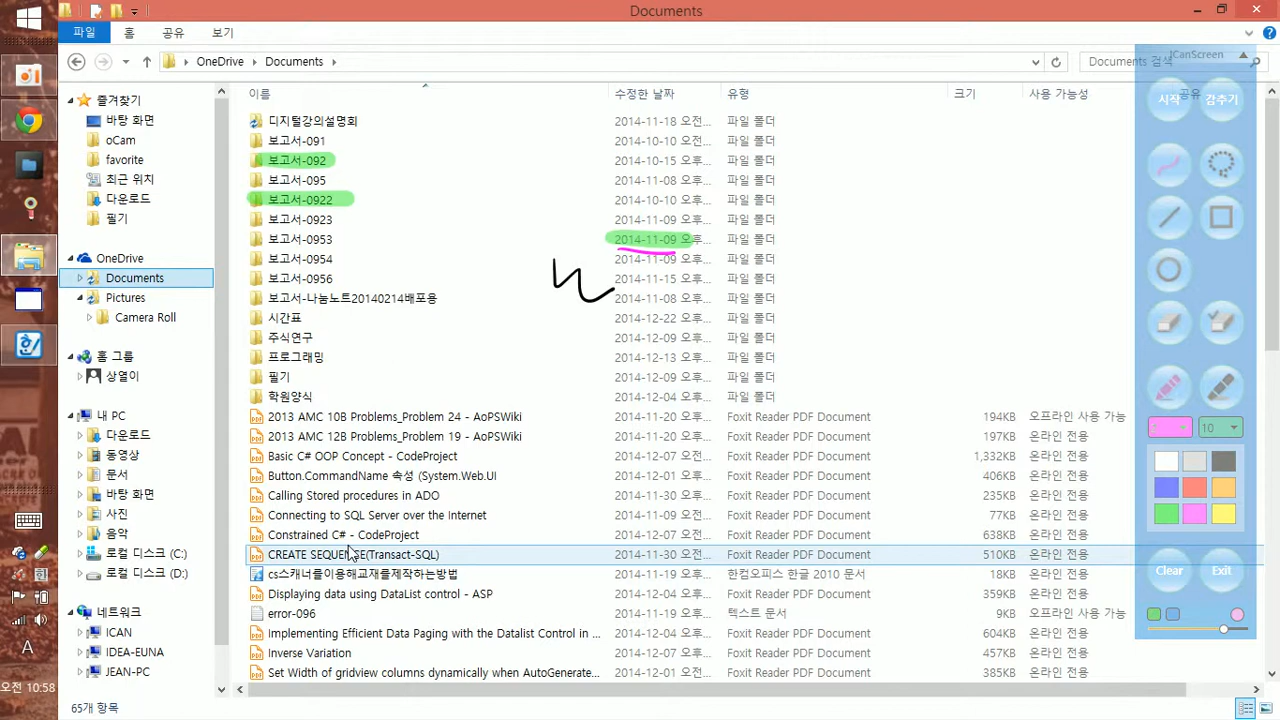 Documents
파일 홈 공유 보기
OneDrive Documents
Documents 검색
ICanScreen
즐겨찾기
바탕 화면
oCam
favorite
최근 위치
다운로드
필기
OneDrive
Documents
Pictures
Camera Roll
홈 그룹
상열이
내 PC
다운로드
동영상
문서
바탕 화면
사진
음악
로컬 디스크 (C:)
로컬 디스크 (D:)
네트워크
ICAN
IDEA-EUNA
JEAN-PC
이름 수정한 날짜 유형 크기 사용 가능성 공유
디지털강의설명회 2014-11-18 오전... 파일 폴더
보고서-091 2014-10-10 오전... 파일 폴더
보고서-092 2014-10-15 오후... 파일 폴더
보고서-095 2014-11-08 오후... 파일 폴더
보고서-0922 2014-10-10 오후... 파일 폴더
보고서-0923 2014-11-09 오후... 파일 폴더
보고서-0953 2014-11-09 오후... 파일 폴더
보고서-0954 2014-11-09 오후... 파일 폴더
보고서-0956 2014-11-15 오후... 파일 폴더
보고서-나눔노트20140214배포용 2014-11-08 오후... 파일 폴더
시간표 2014-12-22 오후... 파일 폴더
주식연구 2014-12-09 오후... 파일 폴더
프로그래밍 2014-12-13 오후... 파일 폴더
필기 2014-12-09 오후... 파일 폴더
학원양식 2014-12-04 오후... 파일 폴더
2013 AMC 10B Problems_Problem 24 - AoPSWiki 2014-11-20 오후... Foxit Reader PDF Document 194KB 오프라인 사용 가능
2013 AMC 12B Problems_Problem 19 - AoPSWiki 2014-11-20 오후... Foxit Reader PDF Document 197KB 온라인 전용
Basic C# OOP Concept - CodeProject 2014-12-07 오후... Foxit Reader PDF Document 1,332KB 온라인 전용
Button.CommandName 속성 (System.Web.UI 2014-12-04 오후... Foxit Reader PDF Document 406KB 온라인 전용
Calling Stored procedures in ADO 2014-11-30 오전... Foxit Reader PDF Document 235KB 온라인 전용
Connecting to SQL Server over the Internet 2014-11-09 오후... Foxit Reader PDF Document 77KB 온라인 전용
Constrained C# - CodeProject 2014-12-07 오후... Foxit Reader PDF Document 638KB 온라인 전용
CREATE SEQUENSE(Transact-SQL) 2014-11-30 오전... Foxit Reader PDF Document 510KB 온라인 전용
cs스캐너를이용해교재를제작하는방법 2014-11-19 오후... 한컴오피스 한글 2010 문서 18KB 온라인 전용
Displaying data using DataList control - ASP 2014-12-04 오후... Foxit Reader PDF Document 359KB 온라인 전용
error-096 2014-11-19 오후... 텍스트 문서 9KB 오프라인 사용 가능
Implementing Efficient Data Paging with the Datalist Control in ... 2014-12-04 오후... Foxit Reader PDF Document 604KB 온라인 전용
Inverse Variation 2014-12-07 오후... Foxit Reader PDF Document 457KB 온라인 전용
Set Width of gridview columns dynamically when AutoGenerate... 2014-12-01 오후... Foxit Reader PDF Document 385KB 온라인 전용
시작 감추기
10
Clear Exit
A
오전 10:58
65개 항목